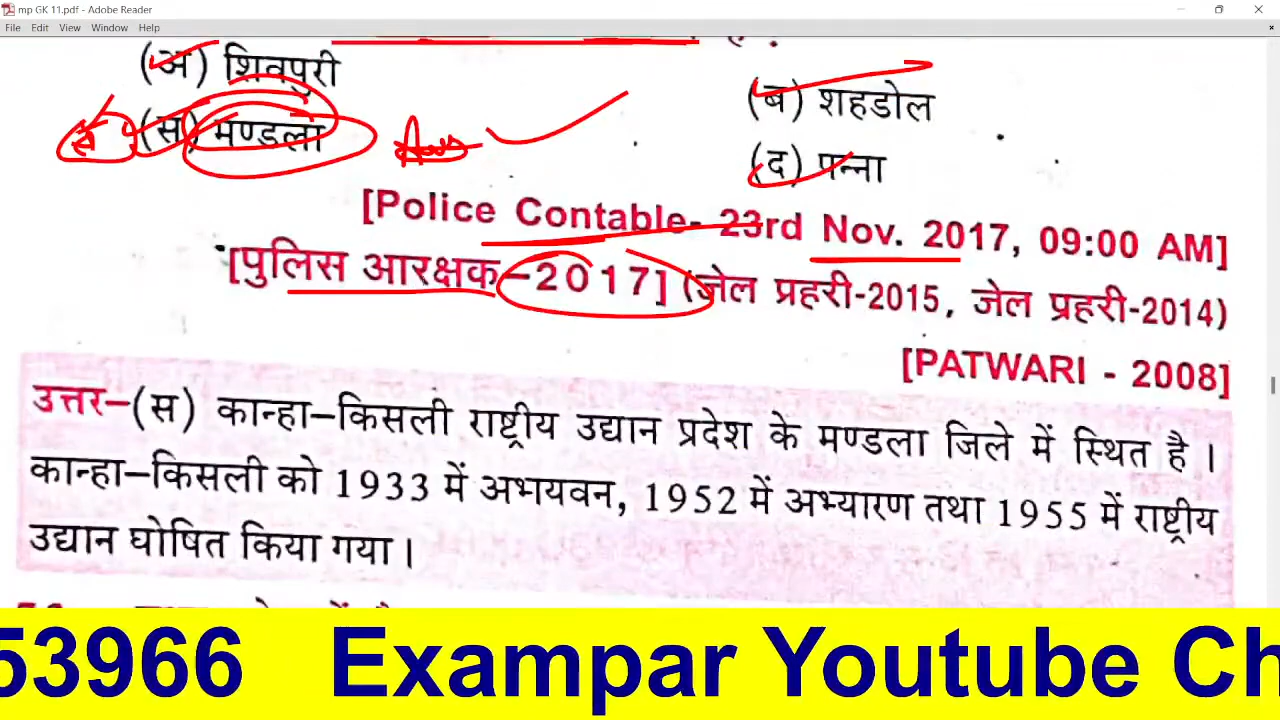 mp GK 11.pdf - Adobe Reader
File Edit View Window Help
है ?
(अ) शिवपुरी
(ब) शहडोल
(स) मण्डला Ans
(द) पन्ना
[Police Contable- 23rd Nov. 2017, 09:00 AM]
[पुलिस आरक्षक–2017] (जेल प्रहरी-2015, जेल प्रहरी-2014)
[PATWARI - 2008]
उत्तर–(स) कान्हा–किसली राष्ट्रीय उद्यान प्रदेश के मण्डला जिले में स्थित है ।
कान्हा–किसली को 1933 में अभयवन, 1952 में अभ्यारण तथा 1955 में राष्ट्रीय
उद्यान घोषित किया गया ।
53966 Exampar Youtube Ch